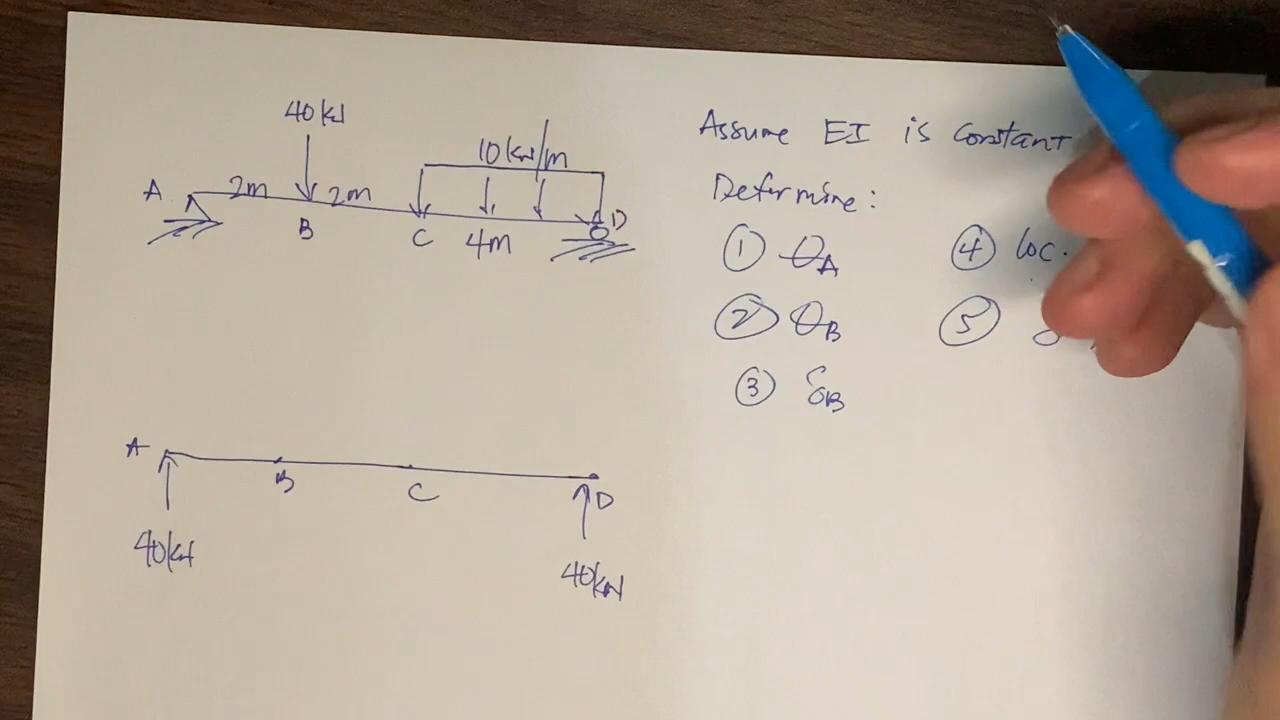 40kN
10kN/m
A 2m 2m D
B C 4m
Assume EI is constant
Determine:
① θA
② θB
③ δB
④ loc.
⑤
A B C D
40kN
40kN